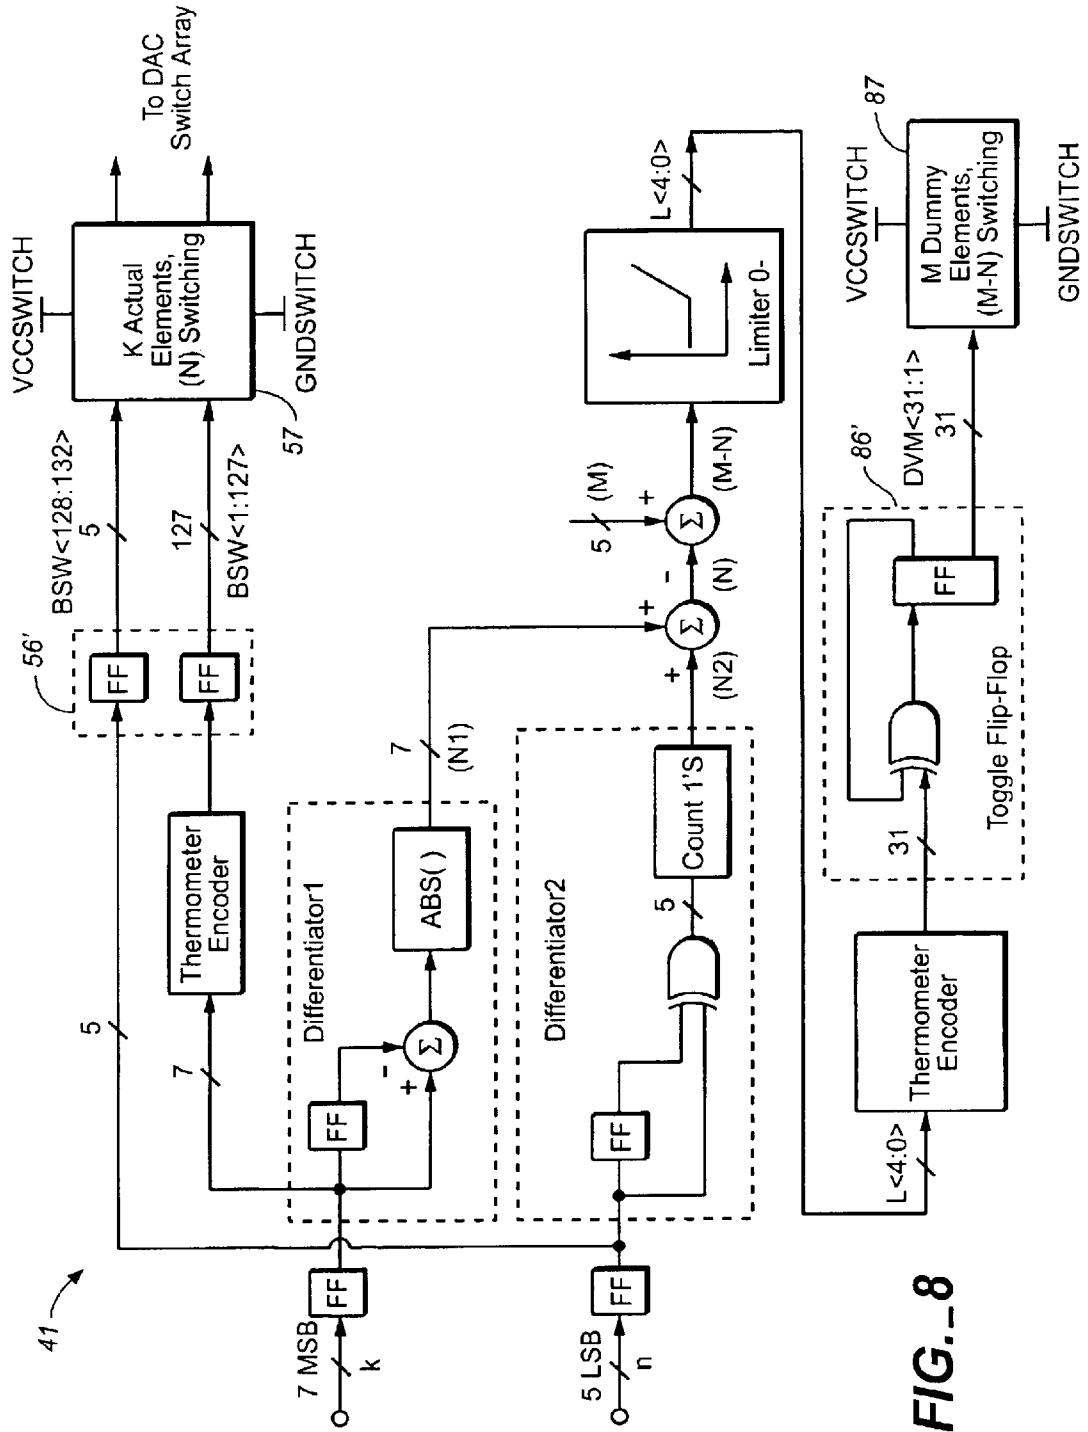 41
7 MSB
k
FF
5 LSB
n
FF
5
7
Thermometer
Encoder
56'
FF
FF
BSW<128:132>
5
127
BSW<1:127>
VCCSWITCH
K Actual
Elements,
(N) Switching
GNDSWITCH
57
To DAC
Switch Array
Differentiator1
FF
-
+
Σ
ABS( )
7
(N1)
Differentiator2
FF
5
Count 1'S
+
(N2)
+
Σ
(N)
-
5
(M)
+
Σ
(M-N)
Limiter 0-
L<4:0>
L<4:0>
Thermometer
Encoder
31
Toggle Flip-Flop
FF
86'
DVM<31:1>
31
VCCSWITCH
M Dummy
Elements,
(M-N) Switching
GNDSWITCH
87
FIG._8